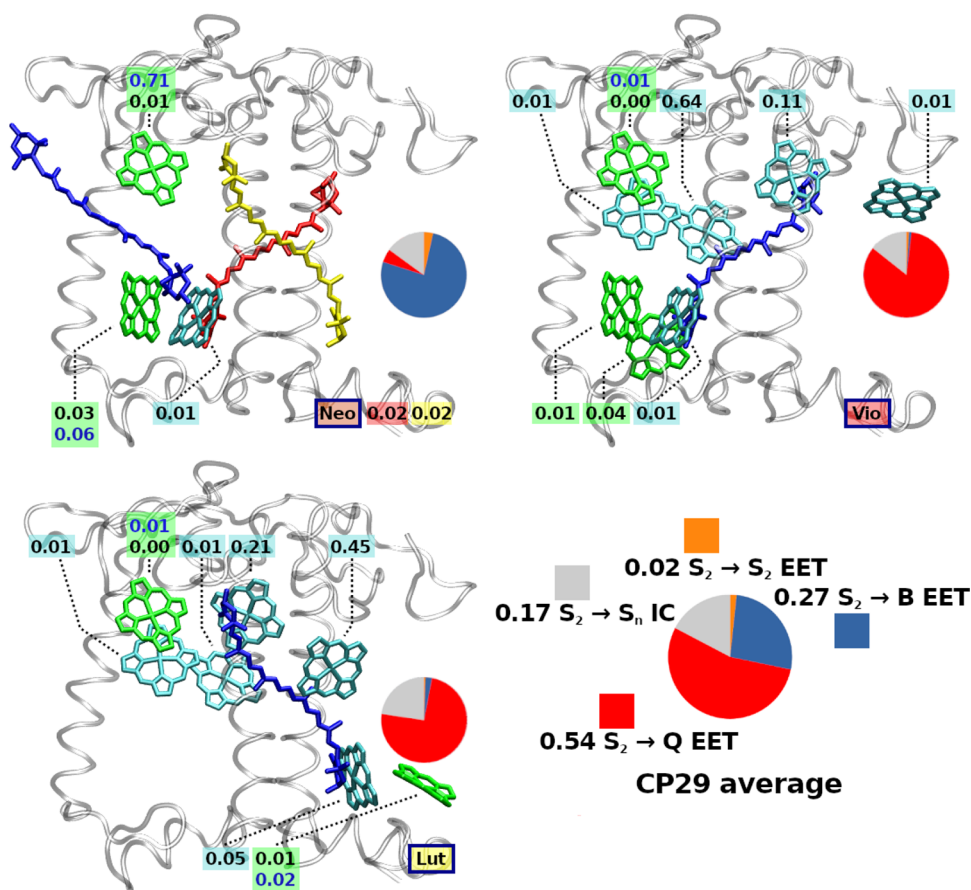 0.71
0.01
0.03
0.06
0.01
Neo 0.02 0.02
0.01
0.01
0.00
0.64
0.11
0.01
0.01 0.04 0.01
Vio
0.01
0.01
0.00
0.01 0.21
0.45
0.05
0.01
0.02
Lut
0.02 S₂ → S₂ EET
0.27 S₂ → B EET
0.17 S₂ → Sₙ IC
0.54 S₂ → Q EET
CP29 average